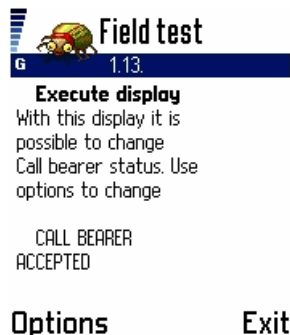 Field test
G 1.13.
Execute display
With this display it is
possible to change
Call bearer status. Use
options to change
CALL BEARER
ACCEPTED
Options Exit